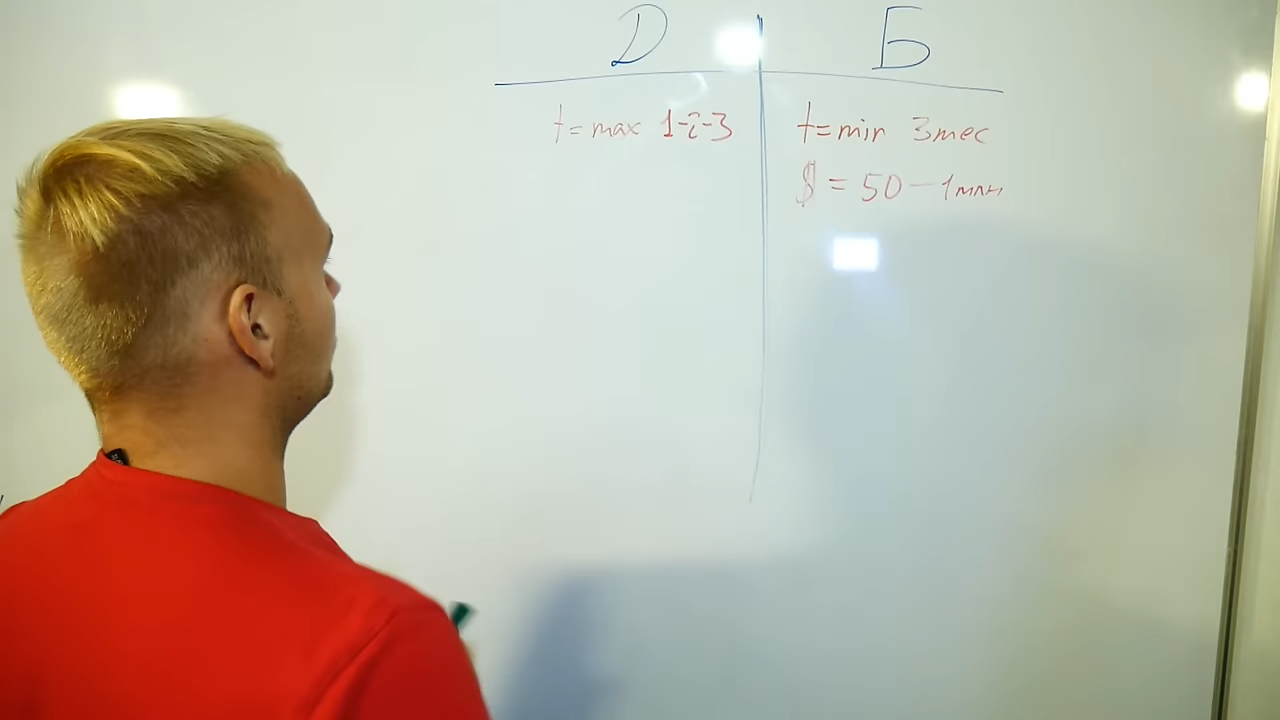 Д Б
t=max 1-2-3 t=min 3мес
$ = 50 – 1млн